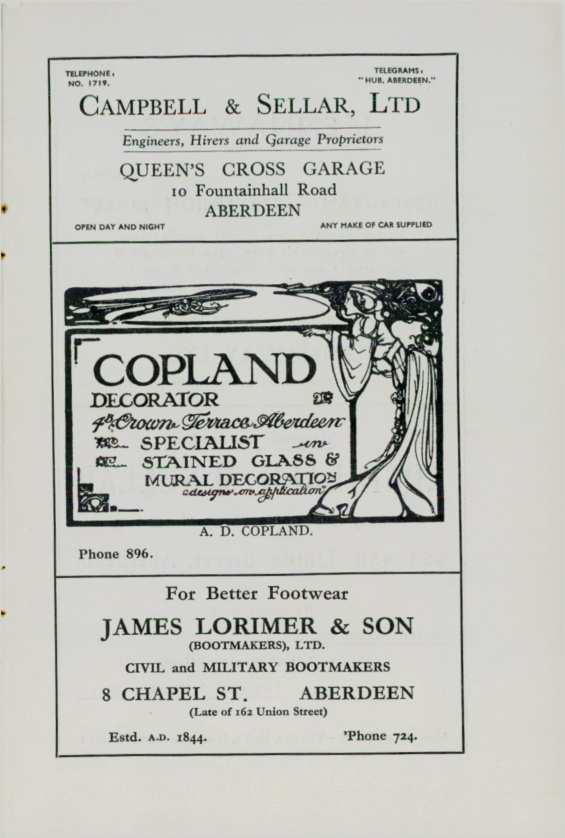 TELEPHONE:
NO. 1719.
TELEGRAMS:
"HUB, ABERDEEN."
CAMPBELL & SELLAR, LTD
Engineers, Hirers and Garage Proprietors
QUEEN'S CROSS GARAGE
10 Fountainhall Road
ABERDEEN
OPEN DAY AND NIGHT
ANY MAKE OF CAR SUPPLIED
COPLAND
DECORATOR
Crown Terrace Aberdeen
SPECIALIST in
STAINED GLASS &
MURAL DECORATION
designs on application
A. D. COPLAND.
Phone 896.
For Better Footwear
JAMES LORIMER & SON
(BOOTMAKERS), LTD.
CIVIL and MILITARY BOOTMAKERS
8 CHAPEL ST. ABERDEEN
(Late of 162 Union Street)
Estd. A.D. 1844. 'Phone 724.